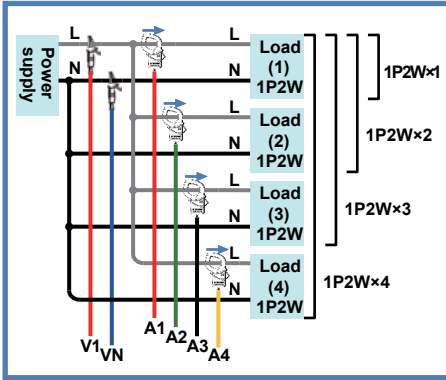 Power supply
L
N
L
N
Load (1) 1P2W
L
N
Load (2) 1P2W
L
N
Load (3) 1P2W
L
N
Load (4) 1P2W
1P2W×1
1P2W×2
1P2W×3
1P2W×4
V1
VN
A1
A2
A3
A4